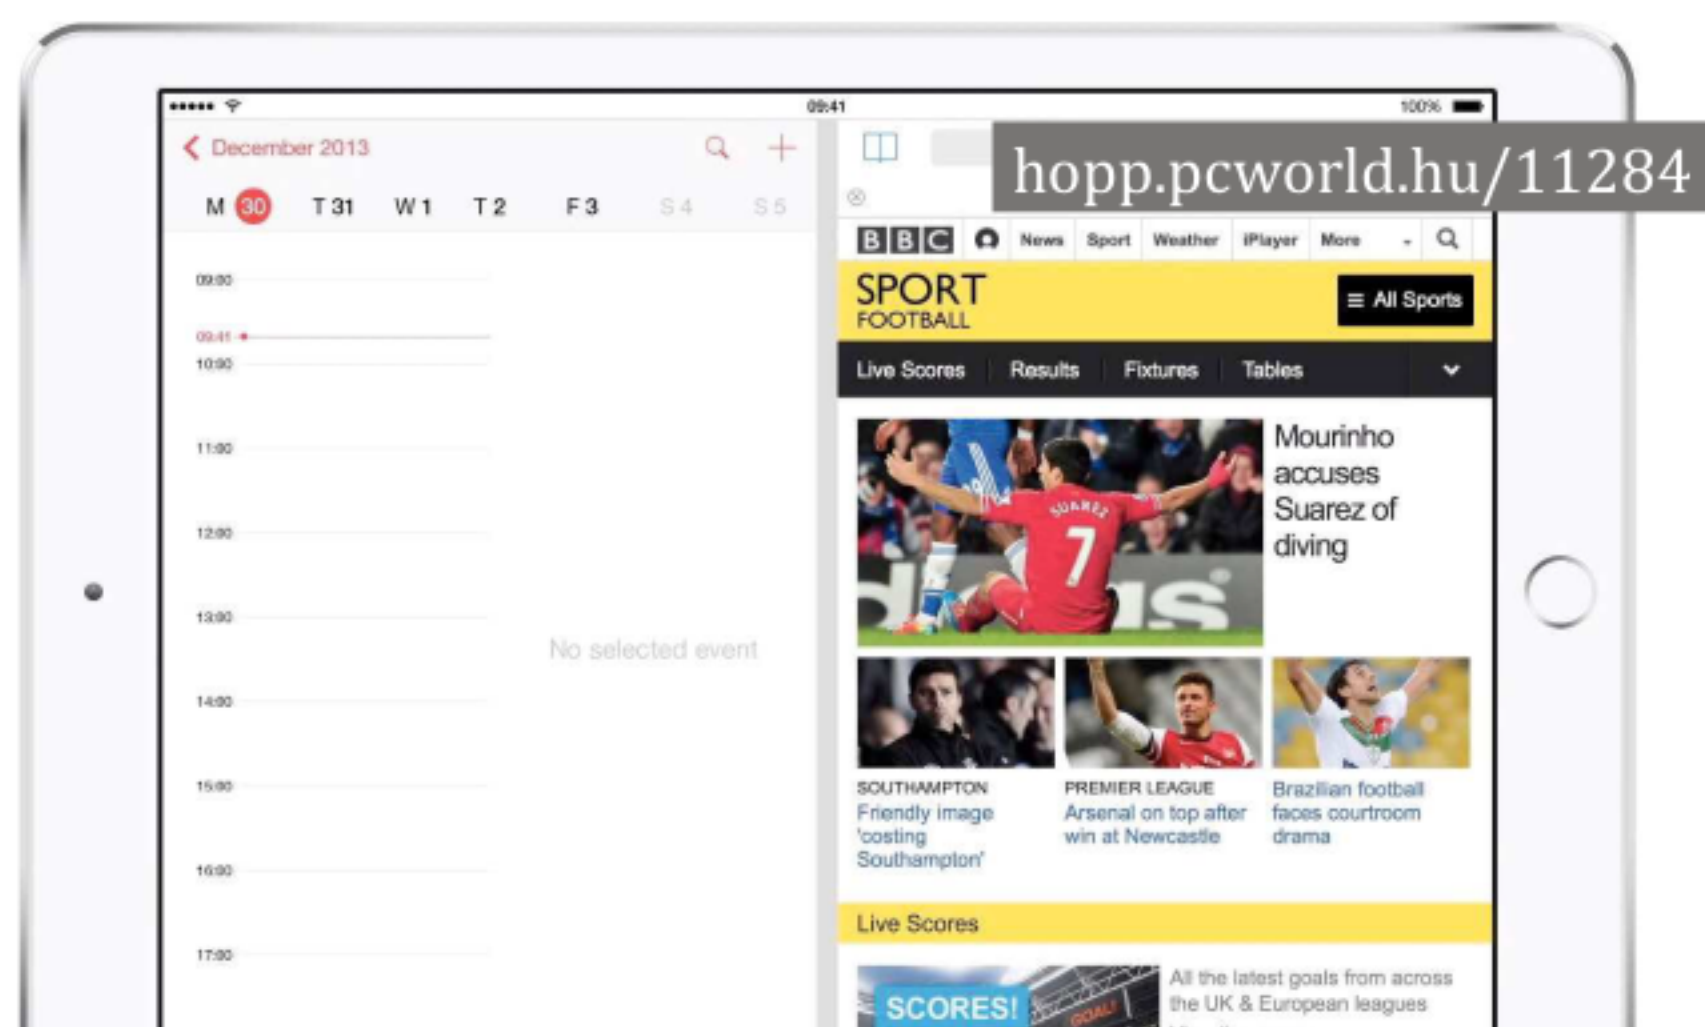 09:41
100%
December 2013
M 30 T 31 W 1 T 2 F 3 S 4 S 5
09:00
09:41
10:00
11:00
12:00
13:00
14:00
15:00
16:00
17:00
No selected event
hopp.pcworld.hu/11284
BBC News Sport Weather iPlayer More
SPORT
FOOTBALL
All Sports
Live Scores Results Fixtures Tables
SUAREZ
7
Mourinho
accuses
Suarez of
diving
SOUTHAMPTON
Friendly image
'costing
Southampton'
PREMIER LEAGUE
Arsenal on top after
win at Newcastle
Brazilian football
faces courtroom
drama
Live Scores
SCORES!
GOAL!
All the latest goals from across
the UK & European leagues